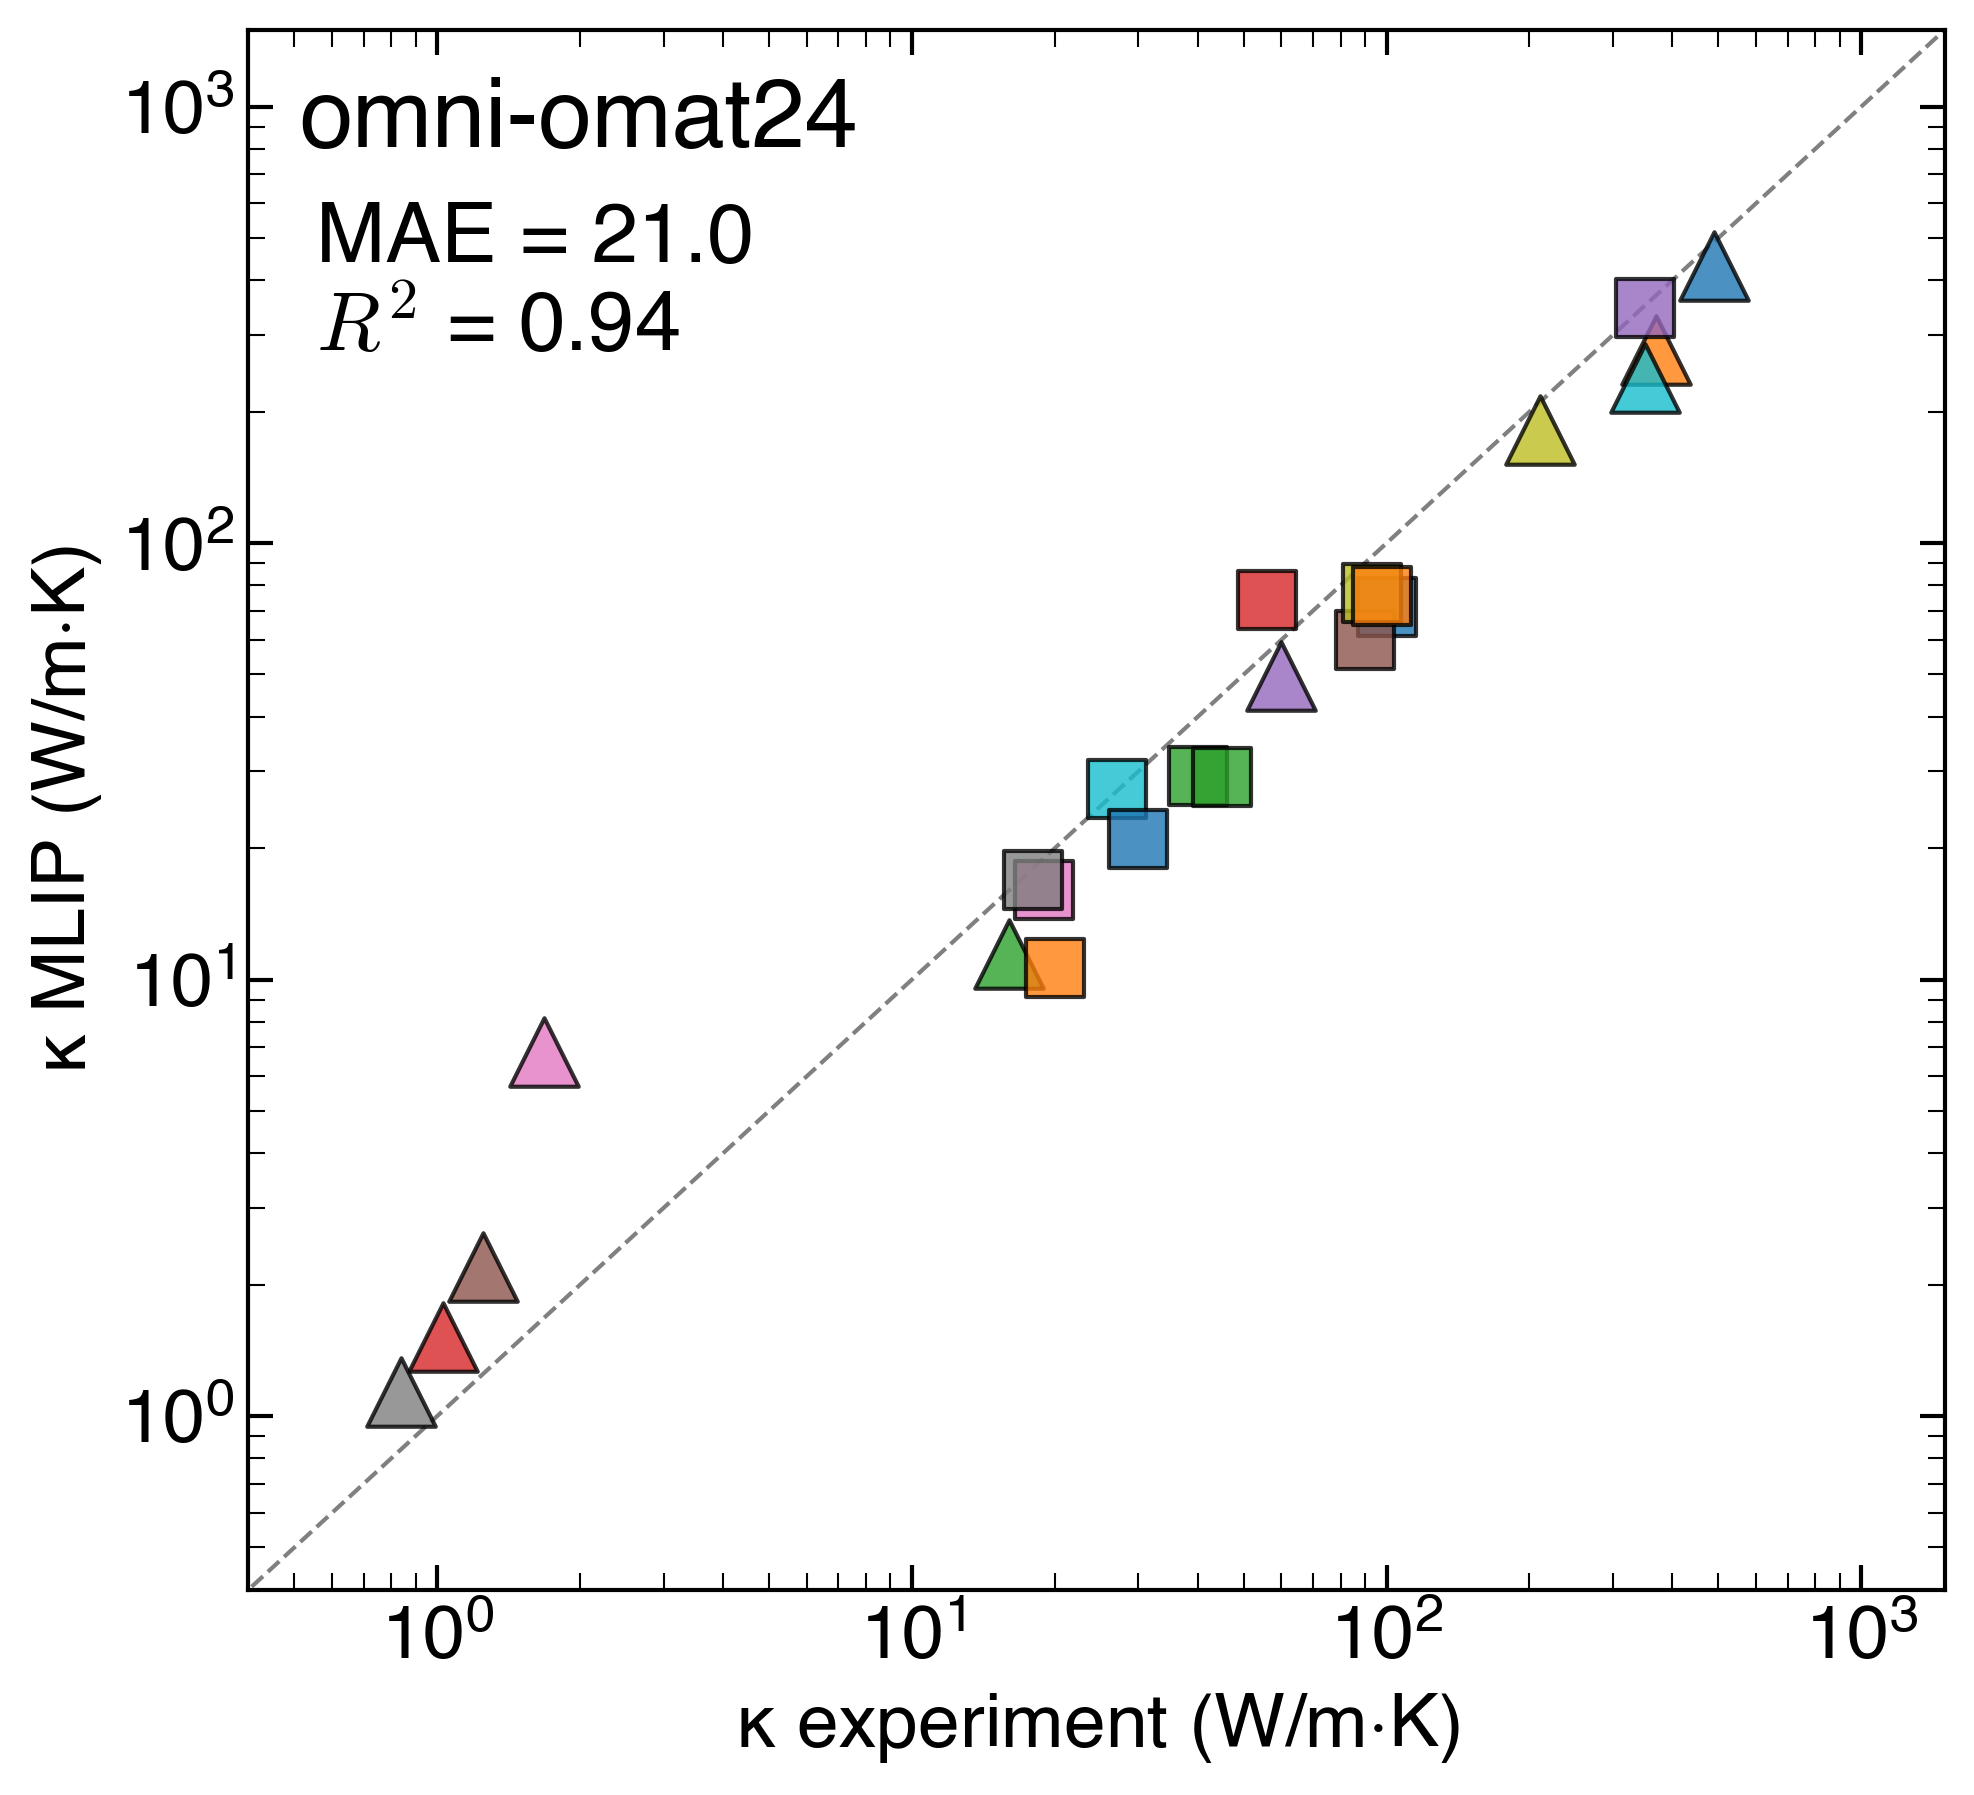 omni-omat24
MAE = 21.0
R² = 0.94
10³
10²
10¹
10⁰
κ MLIP (W/m·K)
10⁰ 10¹ 10² 10³
κ experiment (W/m·K)